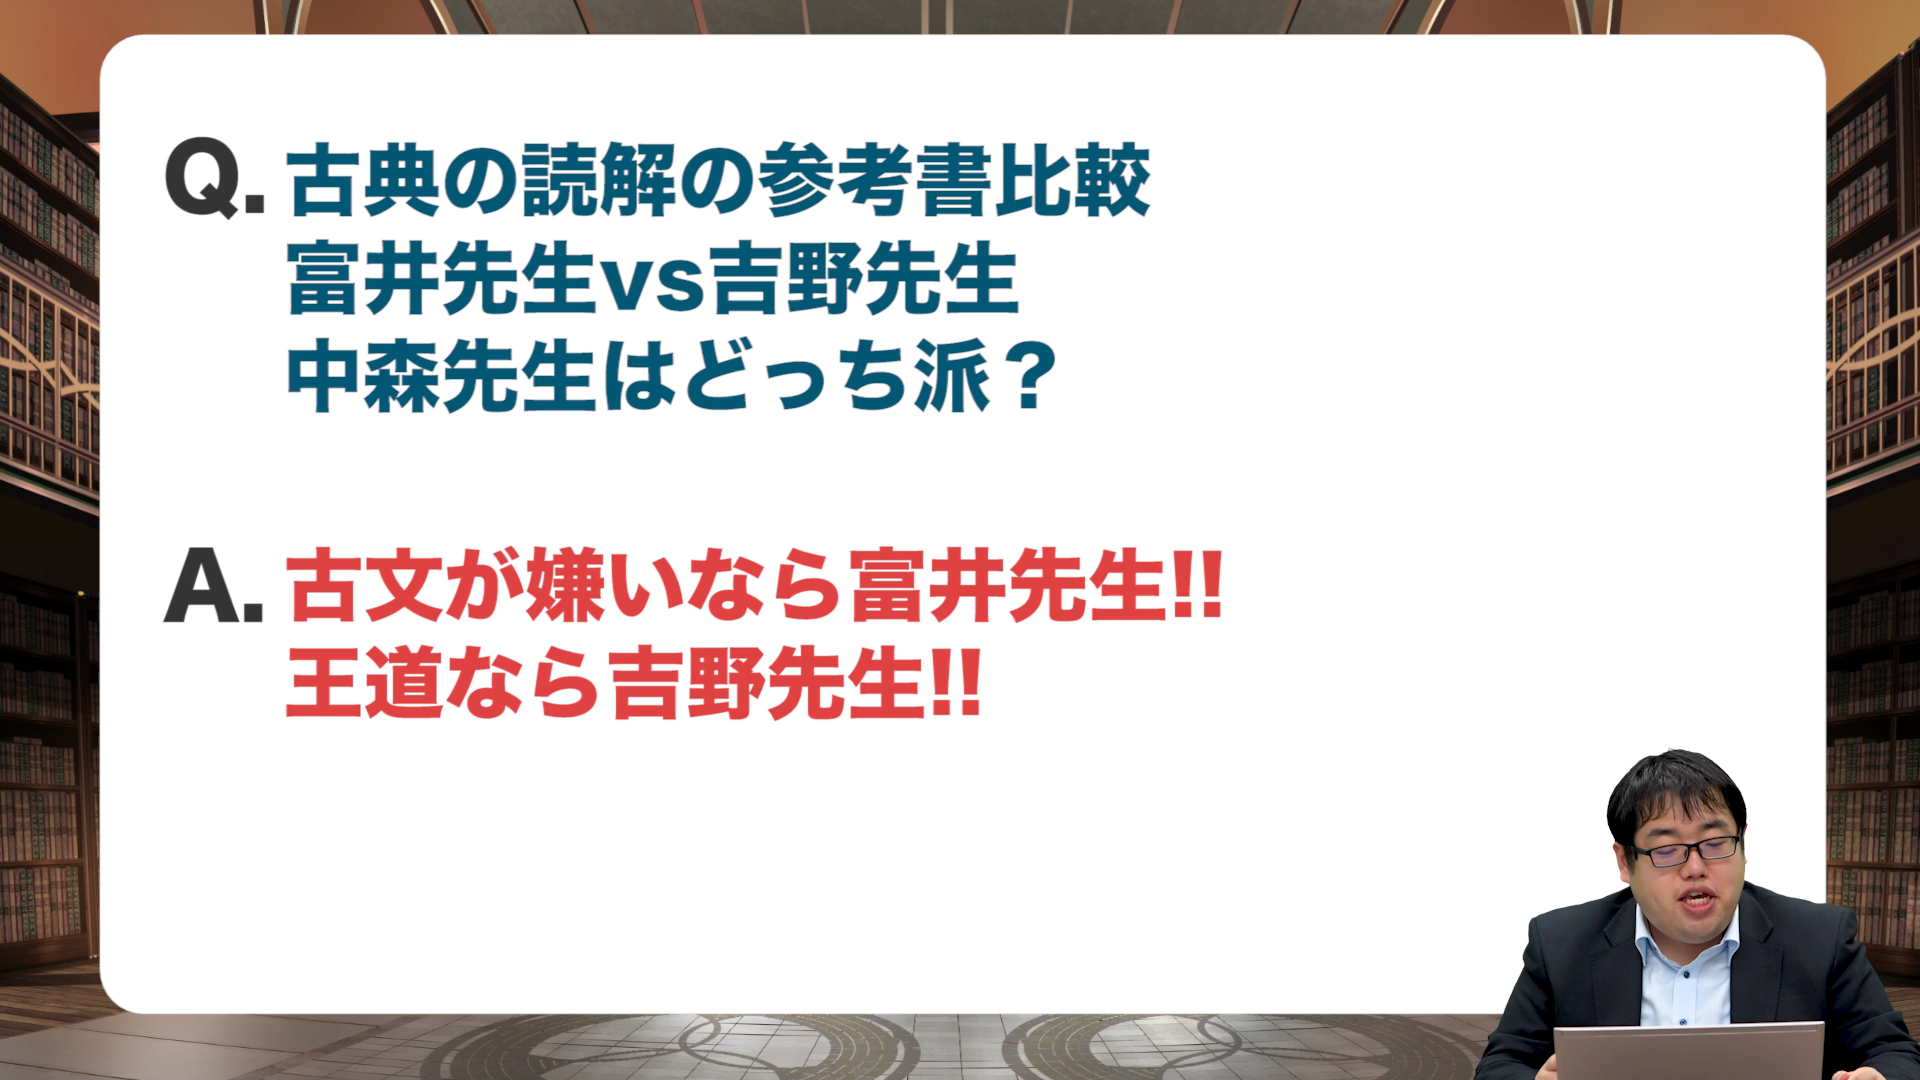 Q. 古典の読解の参考書比較
富井先生vs吉野先生
中森先生はどっち派？
A. 古文が嫌いなら富井先生!!
王道なら吉野先生!!